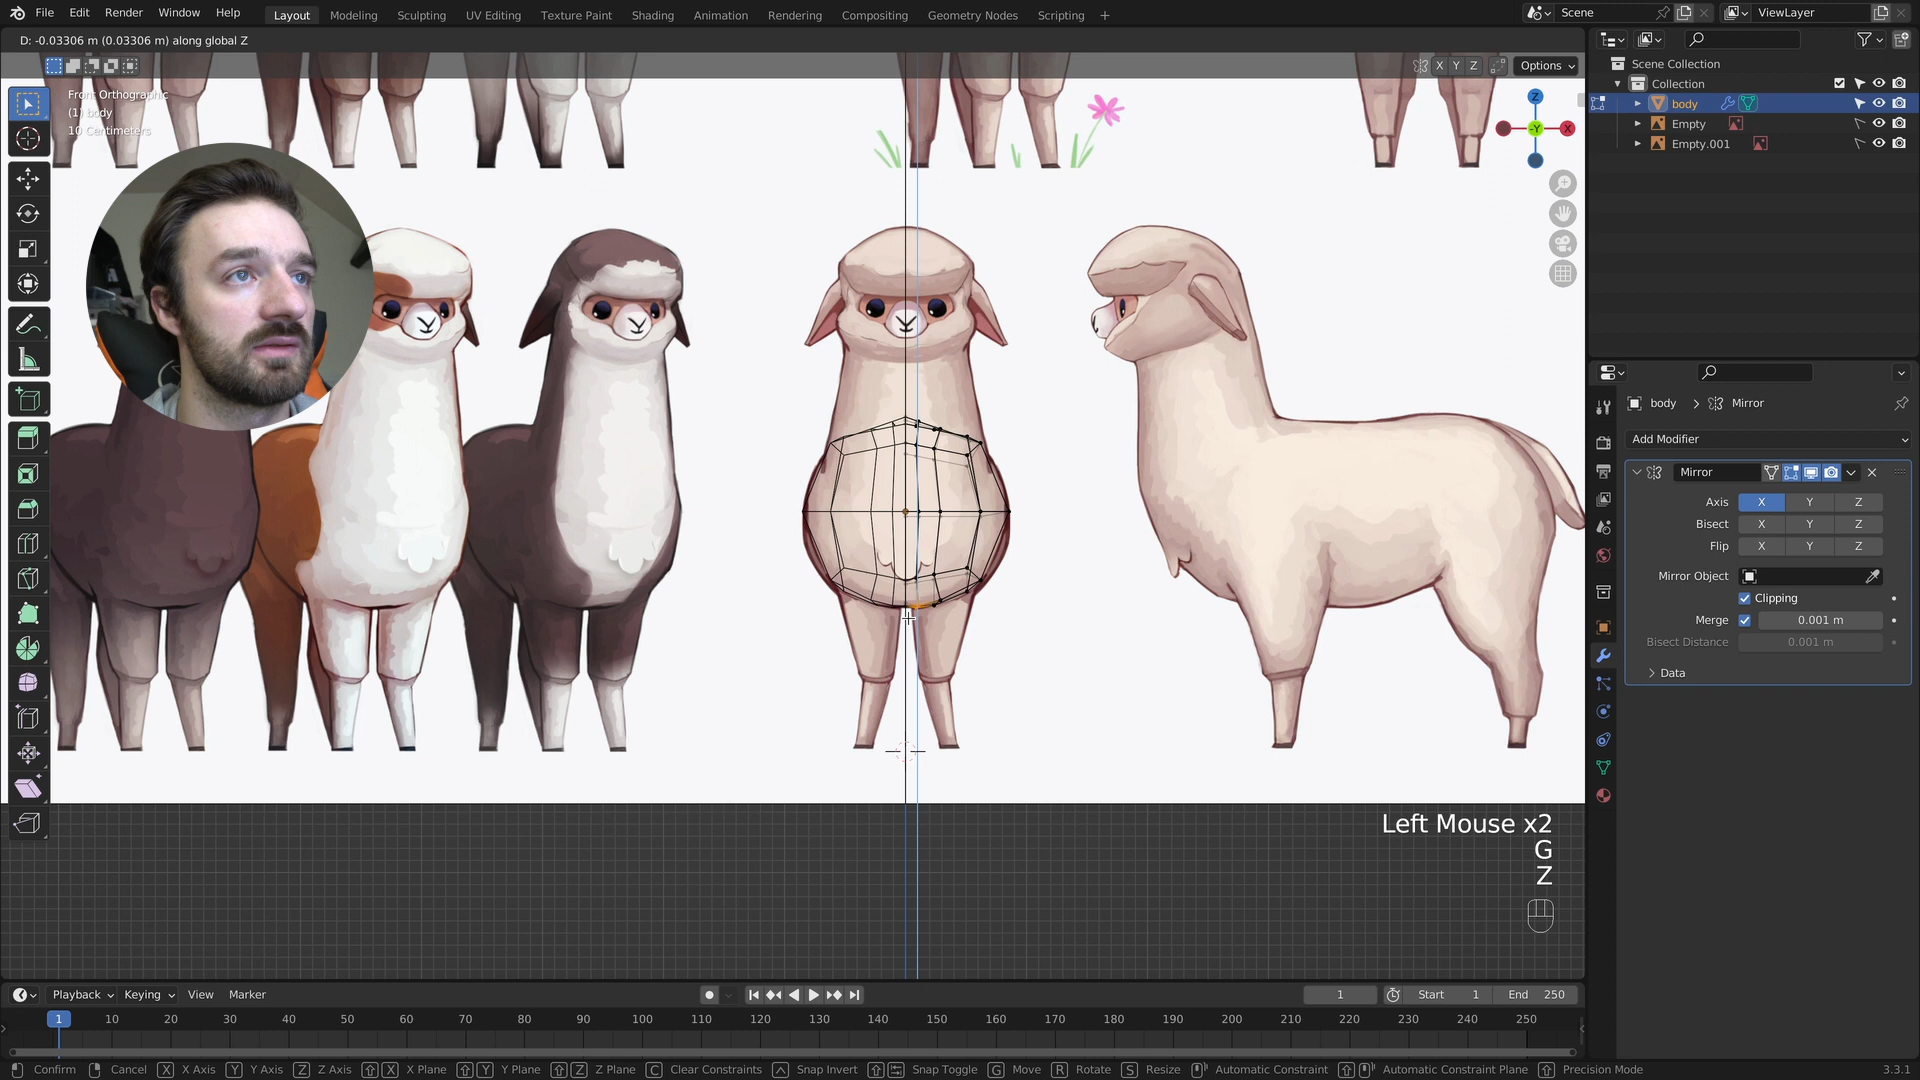 File Edit Render Window Help
Layout Modeling Sculpting UV Editing Texture Paint Shading Animation Rendering Compositing Geometry Nodes Scripting +
Scene
ViewLayer
D: -0.03306 m (0.03306 m) along global Z
X Y Z
Options
Front Orthographic
(1) body
10 Centimeters
Z
-Y
X
Scene Collection
Collection
body
Empty
Empty.001
body > Mirror
Add Modifier
Mirror
Axis X Y Z
Bisect X Y Z
Flip X Y Z
Mirror Object
Clipping
Merge 0.001 m
Bisect Distance 0.001 m
Data
Left Mouse x2
G
Z
Playback Keying View Marker
1 Start 1 End 250
1 10 20 30 40 50 60 70 80 90 100 110 120 130 140 150 160 170 180 190 200 210 220 230 240 250
Confirm Cancel X X Axis Y Y Axis Z Z Axis X X Plane Y Y Plane Z Z Plane C Clear Constraints Snap Invert Snap Toggle G Move R Rotate S Resize Automatic Constraint Automatic Constraint Plane Precision Mode 3.3.1